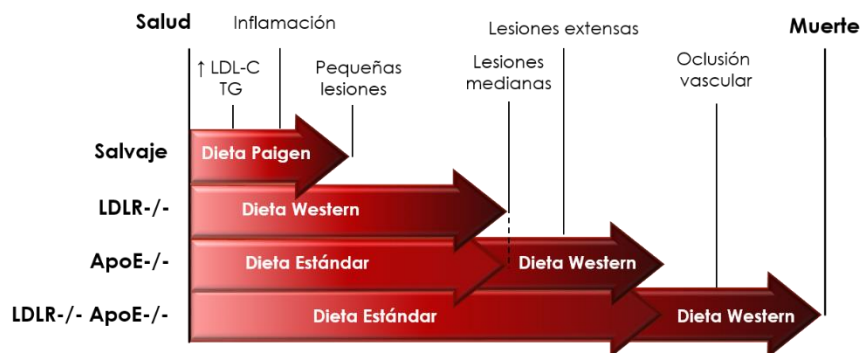 Salud
Inflamación
Lesiones extensas
Muerte
↑ LDL-C
TG
Pequeñas
lesiones
Lesiones
medianas
Oclusión
vascular
Salvaje
Dieta Paigen
LDLR-/-
Dieta Western
ApoE-/-
Dieta Estándar
Dieta Western
LDLR-/- ApoE-/-
Dieta Estándar
Dieta Western